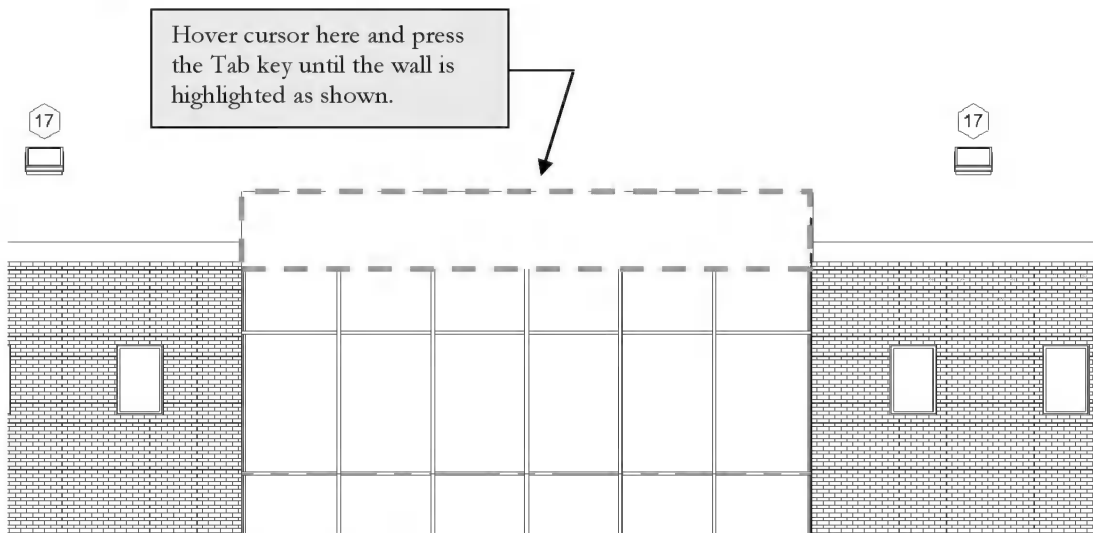 Hover cursor here and press
the Tab key until the wall is
highlighted as shown.
17
17